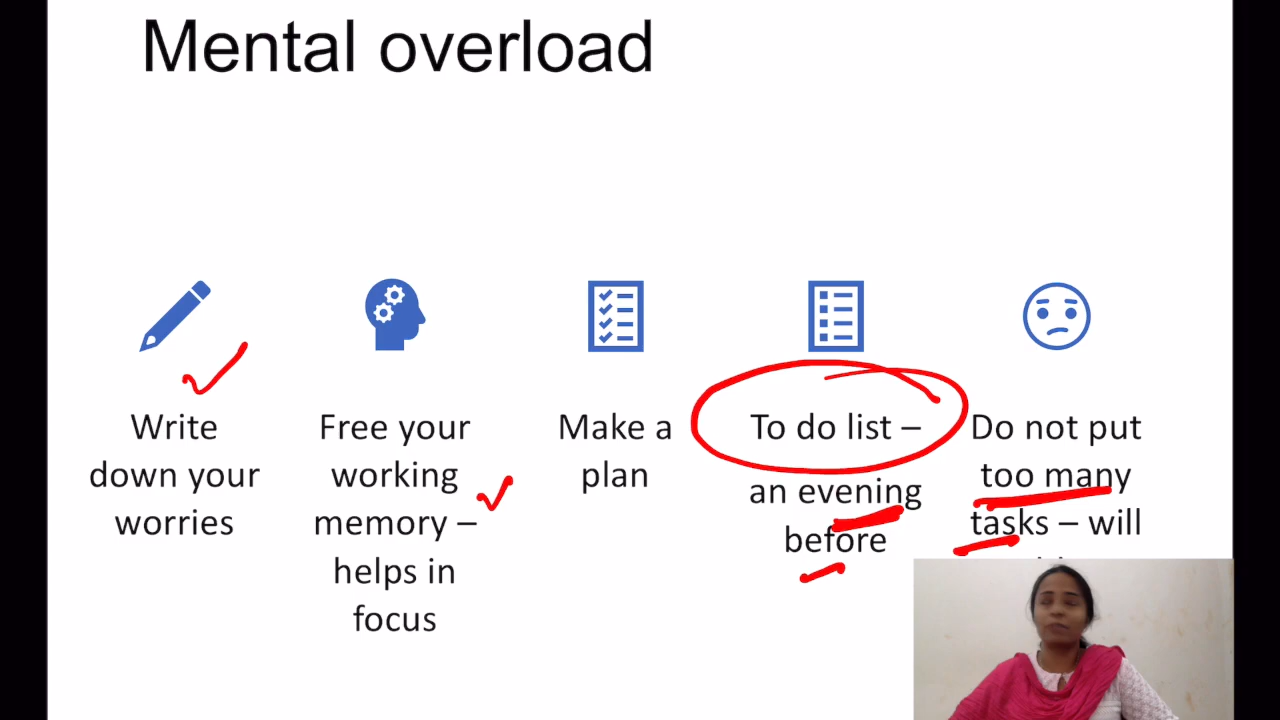 Mental overload
Write
down your
worries
Free your
working
memory –
helps in
focus
Make a
plan
To do list –
an evening
before
Do not put
too many
tasks – will